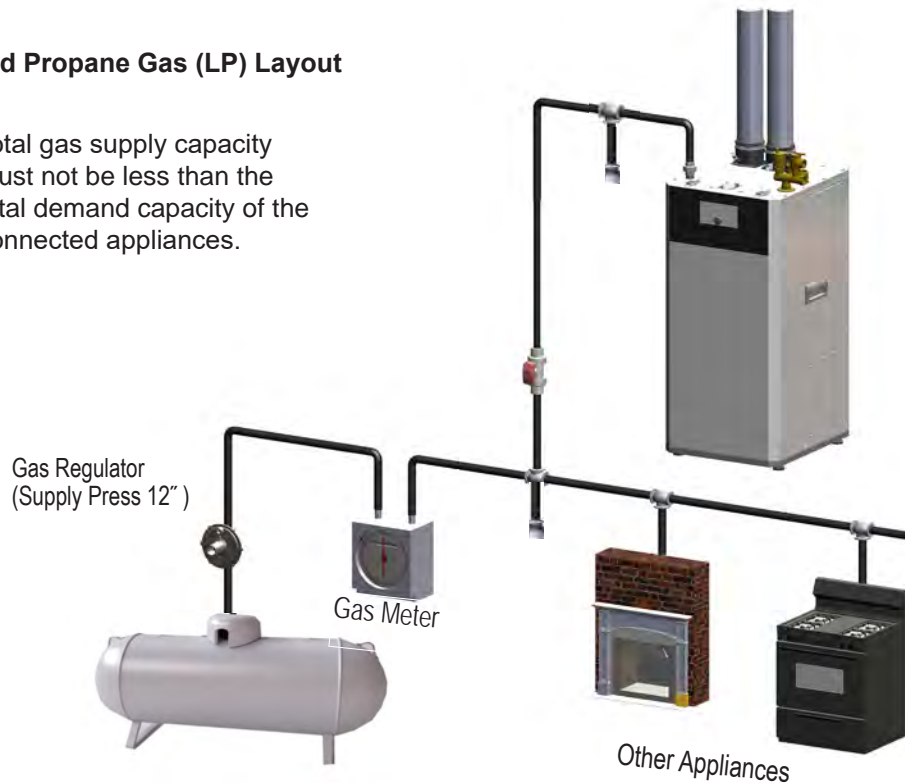 d Propane Gas (LP) Layout
otal gas supply capacity
ust not be less than the
tal demand capacity of the
onnected appliances.
Gas Regulator
(Supply Press 12˝ )
Gas Meter
Other Appliances